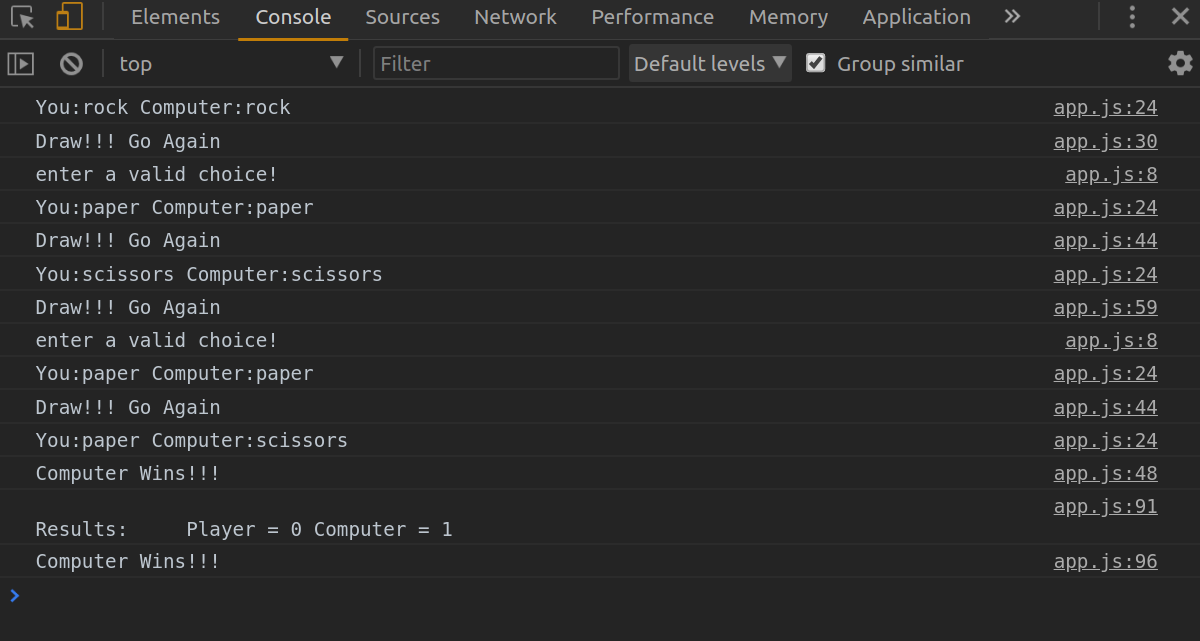 Elements Console Sources Network Performance Memory Application
top Filter Default levels Group similar
You:rock Computer:rock app.js:24
Draw!!! Go Again app.js:30
enter a valid choice! app.js:8
You:paper Computer:paper app.js:24
Draw!!! Go Again app.js:44
You:scissors Computer:scissors app.js:24
Draw!!! Go Again app.js:59
enter a valid choice! app.js:8
You:paper Computer:paper app.js:24
Draw!!! Go Again app.js:44
You:paper Computer:scissors app.js:24
Computer Wins!!! app.js:48
app.js:91
Results:     Player = 0 Computer = 1
Computer Wins!!! app.js:96